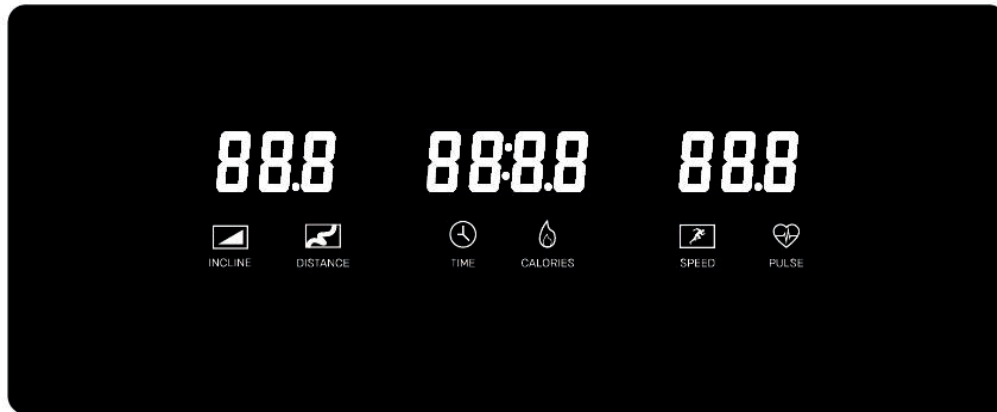 88.8 88:8.8 88.8
INCLINE DISTANCE TIME CALORIES SPEED PULSE